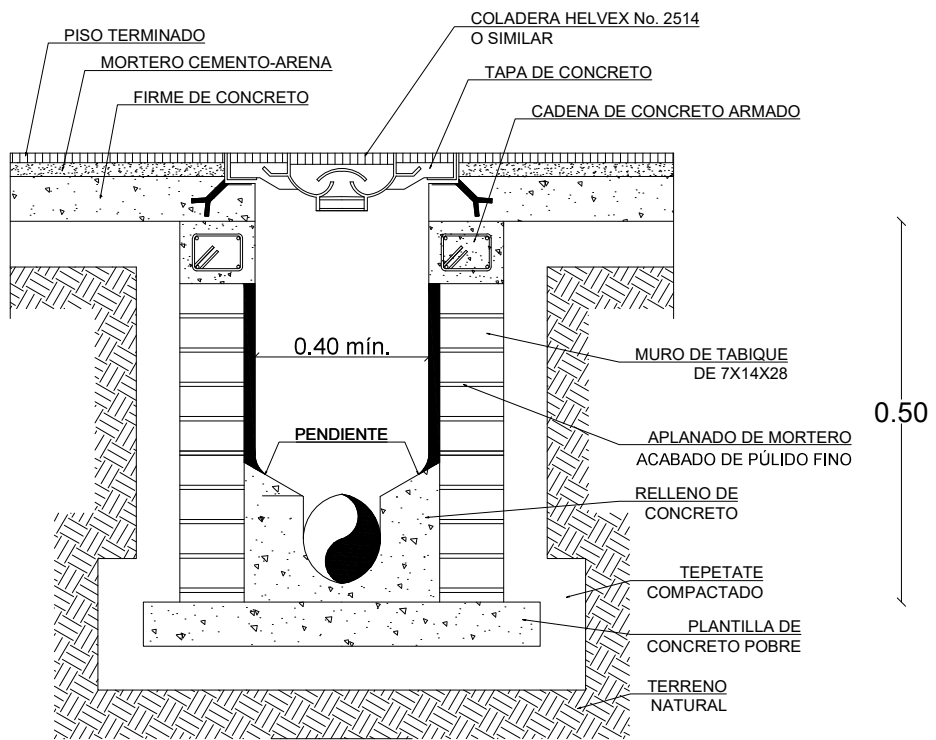 COLADERA HELVEX No. 2514
O SIMILAR
PISO TERMINADO
MORTERO CEMENTO-ARENA
TAPA DE CONCRETO
FIRME DE CONCRETO
CADENA DE CONCRETO ARMADO
0.40 mín.
MURO DE TABIQUE
DE 7X14X28
0.50
PENDIENTE
APLANADO DE MORTERO
ACABADO DE PÚLIDO FINO
RELLENO DE
CONCRETO
TEPETATE
COMPACTADO
PLANTILLA DE
CONCRETO POBRE
TERRENO
NATURAL